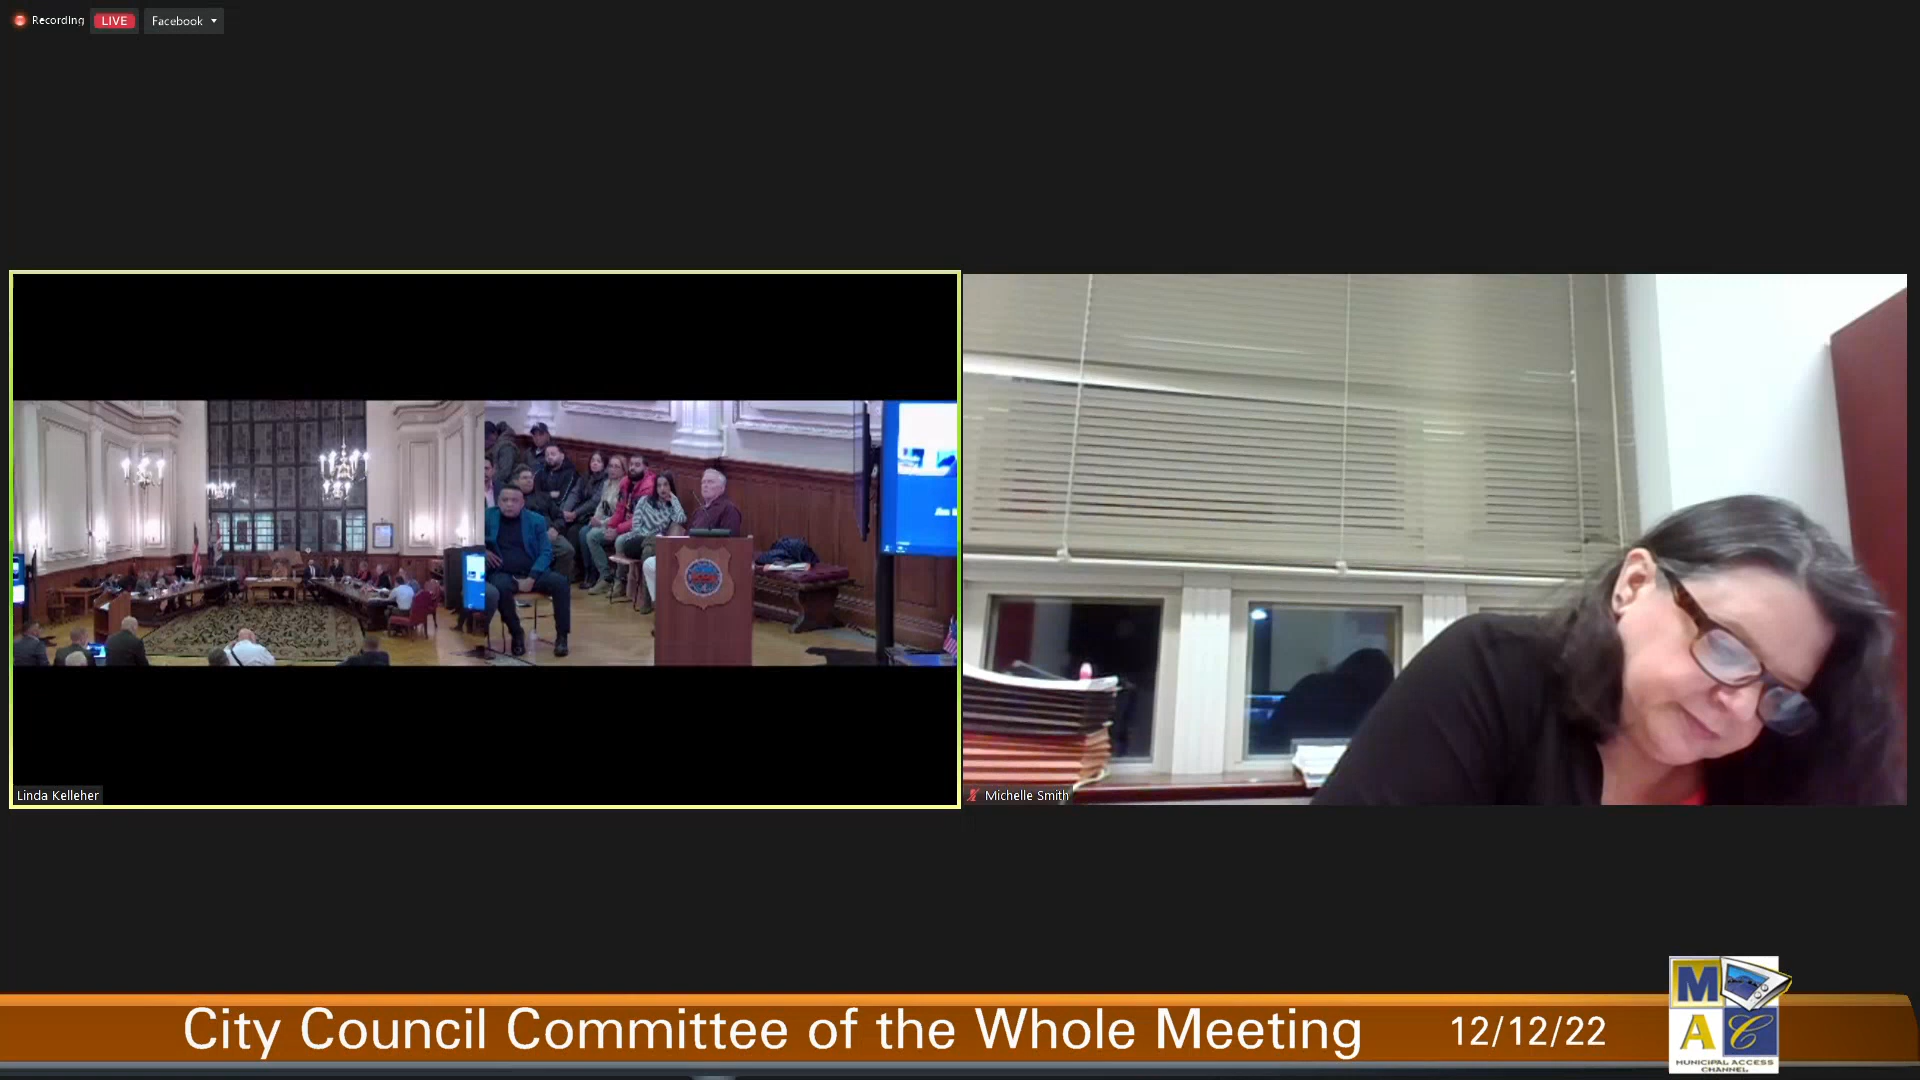 Recording
LIVE
Facebook
Linda Kelleher
Michelle Smith
City Council Committee of the Whole Meeting
12/12/22
M
A C
MUNICIPAL ACCESS
CHANNEL